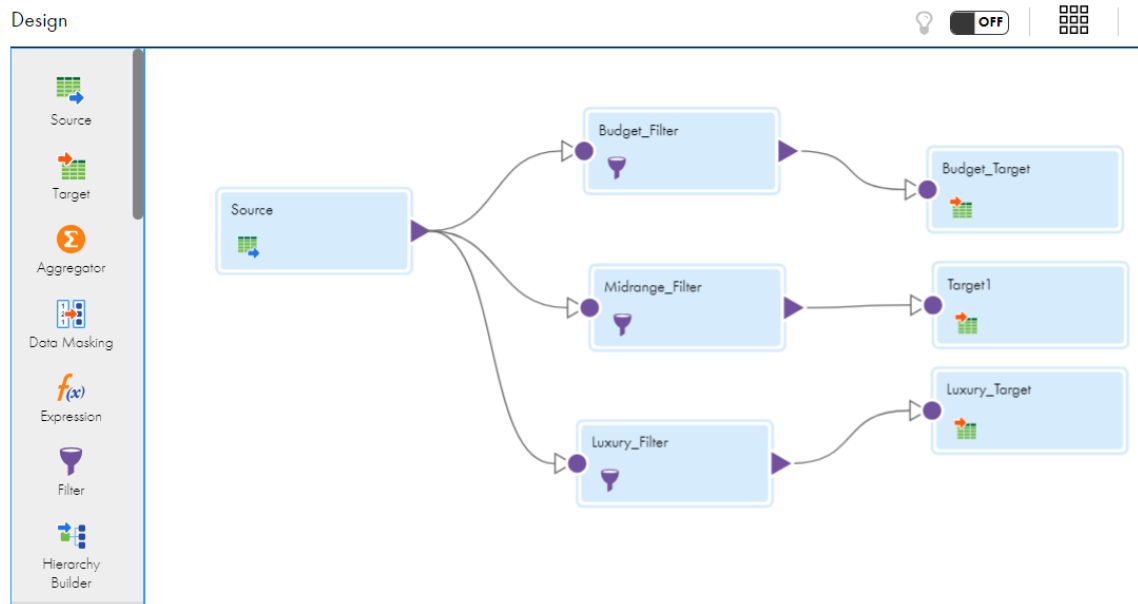 Design
OFF
Source
Target
Aggregator
Data Masking
Expression
Filter
Hierarchy
Builder
Source
Budget_Filter
Budget_Target
Midrange_Filter
Target1
Luxury_Filter
Luxury_Target